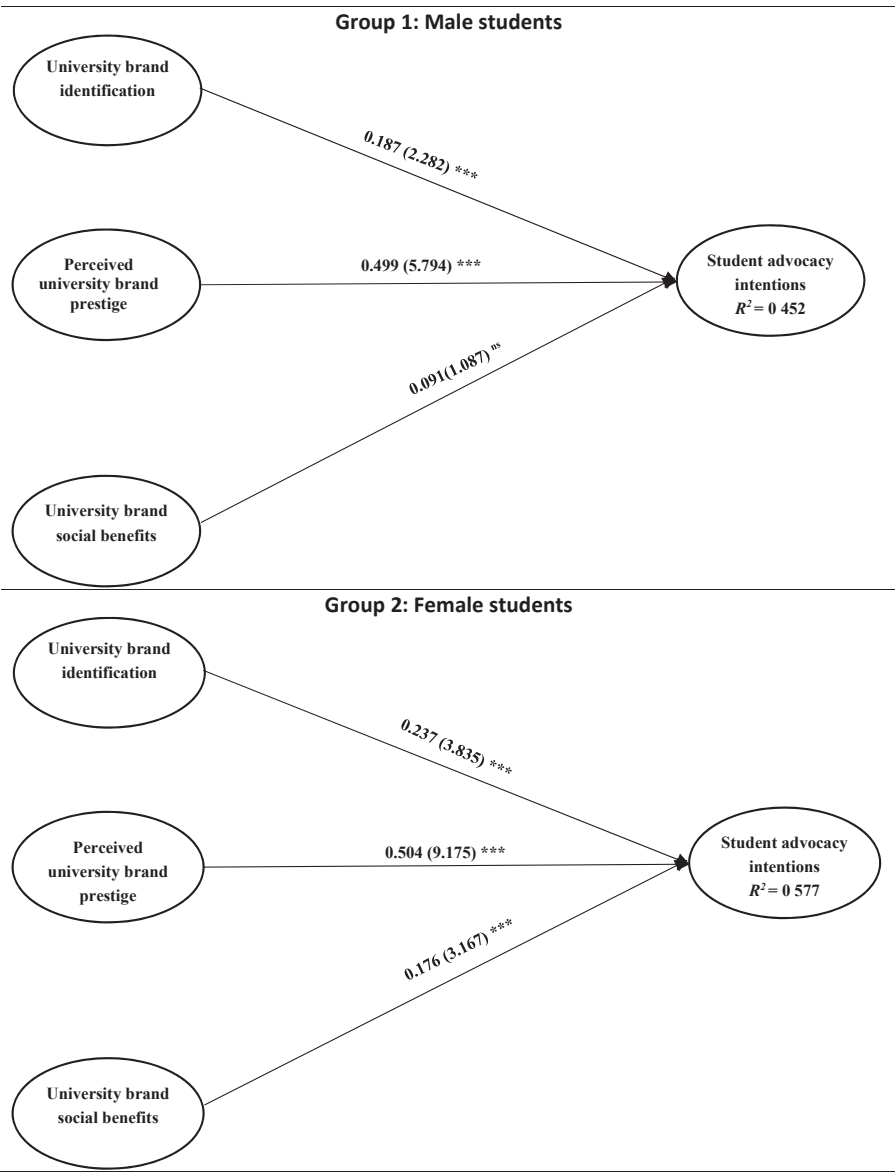 Group 1: Male students
University brand
identification
0.187 (2.282) ***
Perceived
university brand
prestige
0.499 (5.794) ***
Student advocacy
intentions
R² = 0 452
0.091(1.087) ns
University brand
social benefits
Group 2: Female students
University brand
identification
0.237 (3.835) ***
Perceived
university brand
prestige
0.504 (9.175) ***
Student advocacy
intentions
R² = 0 577
0.176 (3.167) ***
University brand
social benefits